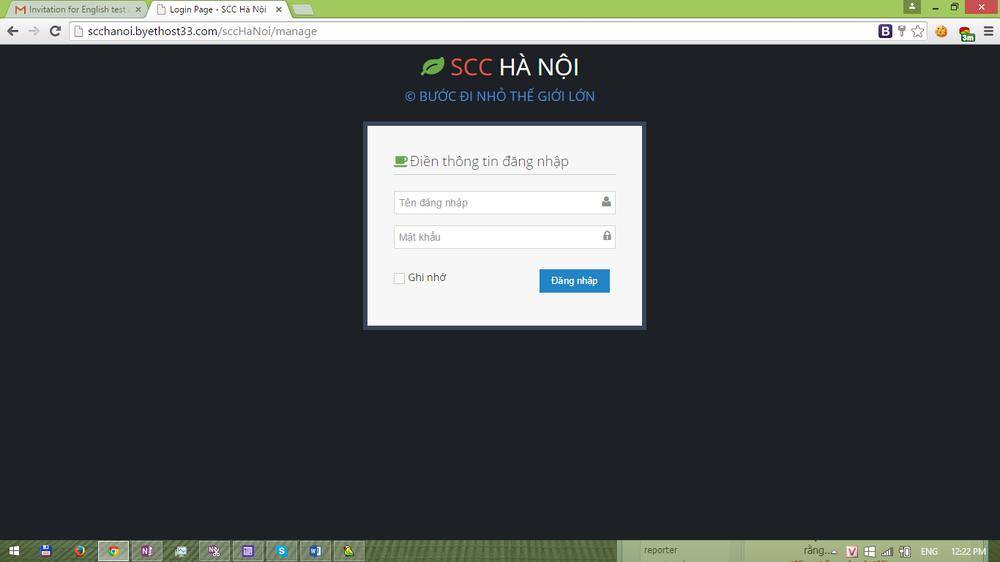 Invitation for English test
Login Page - SCC Hà Nội
scchanoi.byethost33.com/sccHaNoi/manage
B
3m
SCC HÀ NỘI
© BƯỚC ĐI NHỎ THẾ GIỚI LỚN
Điền thông tin đăng nhập
Tên đăng nhập
Mật khẩu
Ghi nhớ
Đăng nhập
reporter
rằng...
ENG
12:22 PM